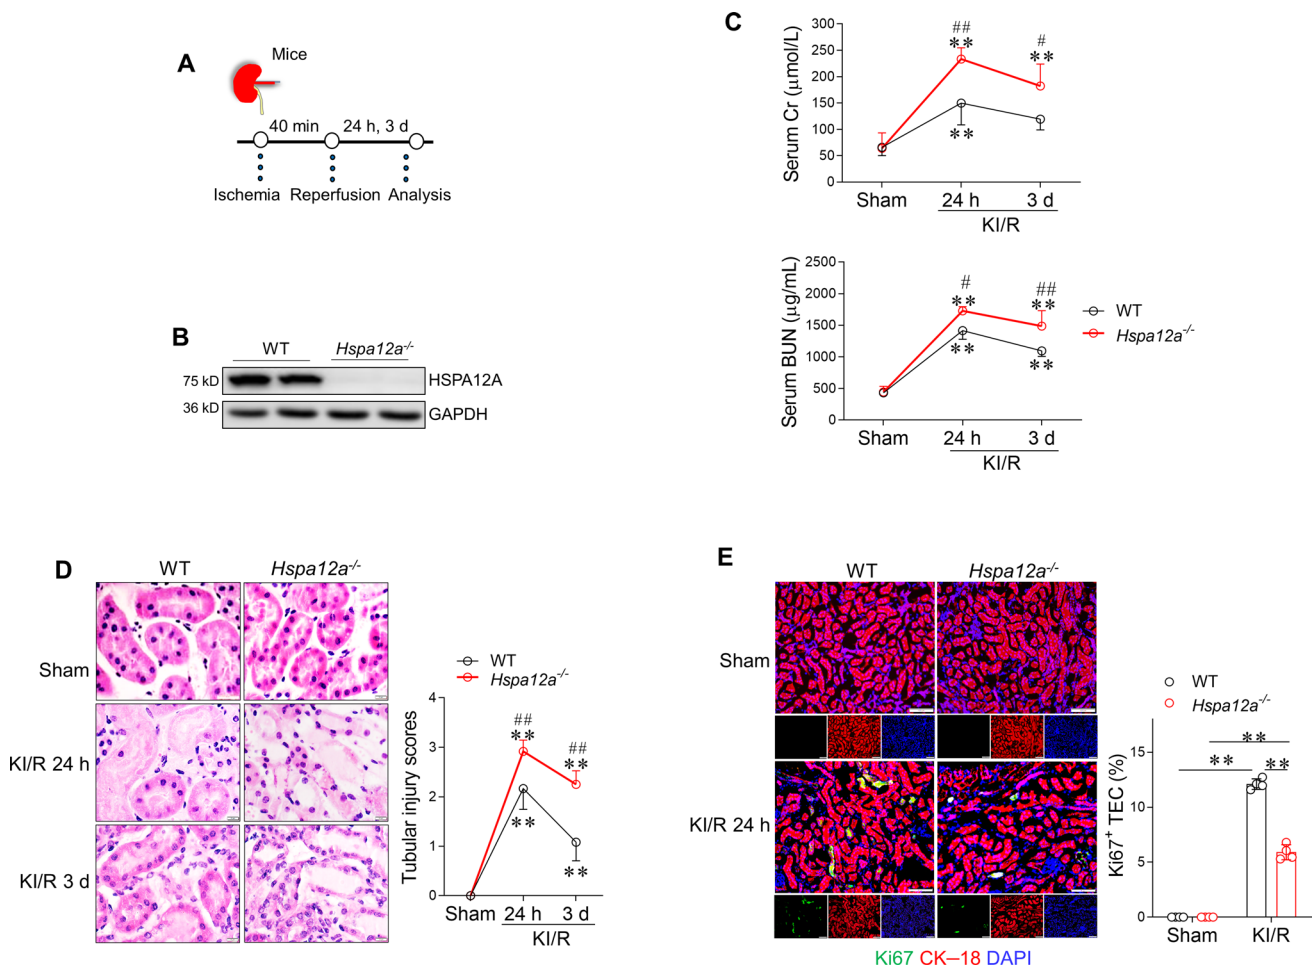 A
Mice
40 min
24 h, 3 d
Ischemia
Reperfusion
Analysis
B
WT
Hspa12a-/-
75 kD
HSPA12A
36 kD
GAPDH
C
Serum Cr (μmol/L)
300
250
200
150
100
50
0
##
**
#
**
**
Sham
24 h
3 d
KI/R
Serum BUN (μg/mL)
2500
2000
1500
1000
500
0
#
**
##
**
**
**
Sham
24 h
3 d
KI/R
WT
Hspa12a-/-
D
WT
Hspa12a-/-
Sham
KI/R 24 h
KI/R 3 d
WT
Hspa12a-/-
Tubular injury scores
4
3
2
1
0
##
**
##
**
**
**
Sham
24 h
3 d
KI/R
E
WT
Hspa12a-/-
Sham
KI/R 24 h
Ki67 CK–18 DAPI
WT
Hspa12a-/-
Ki67+ TEC (%)
15
10
5
0
**
**
**
Sham
KI/R